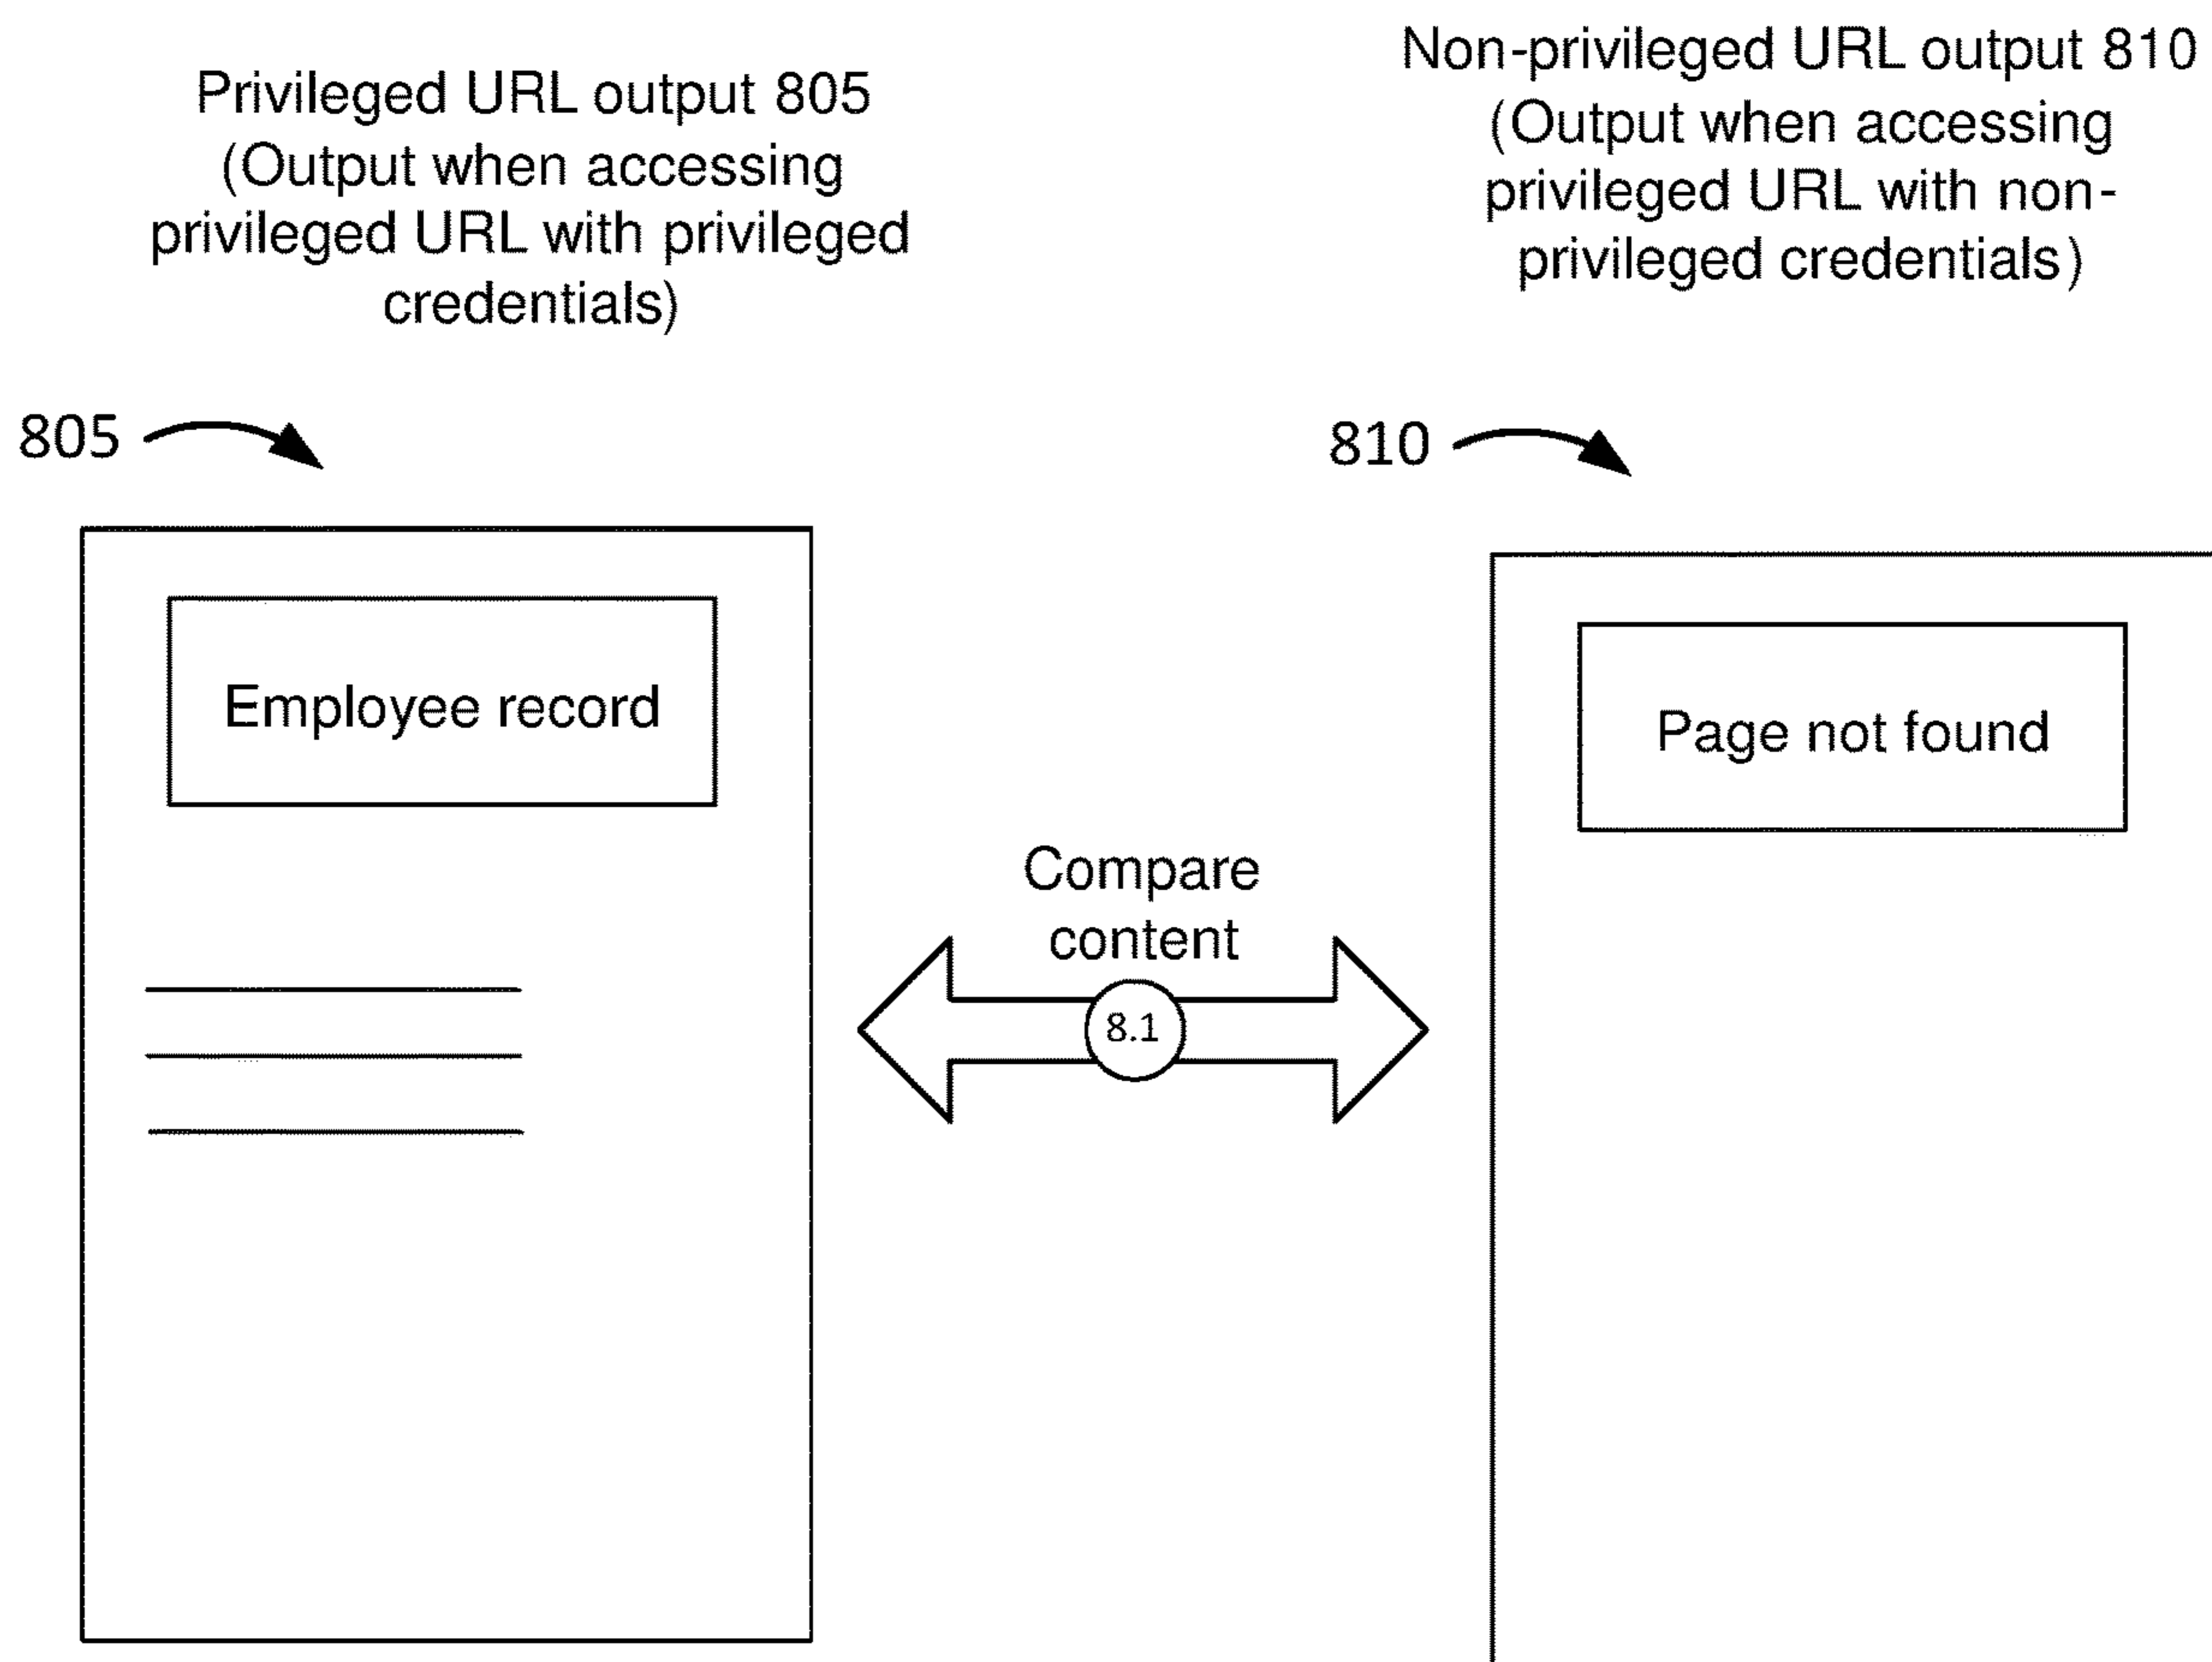 Privileged URL output 805
(Output when accessing
privileged URL with privileged
credentials)
Non-privileged URL output 810
(Output when accessing
privileged URL with non-
privileged credentials)
805
810
Employee record
Page not found
Compare
content
8.1